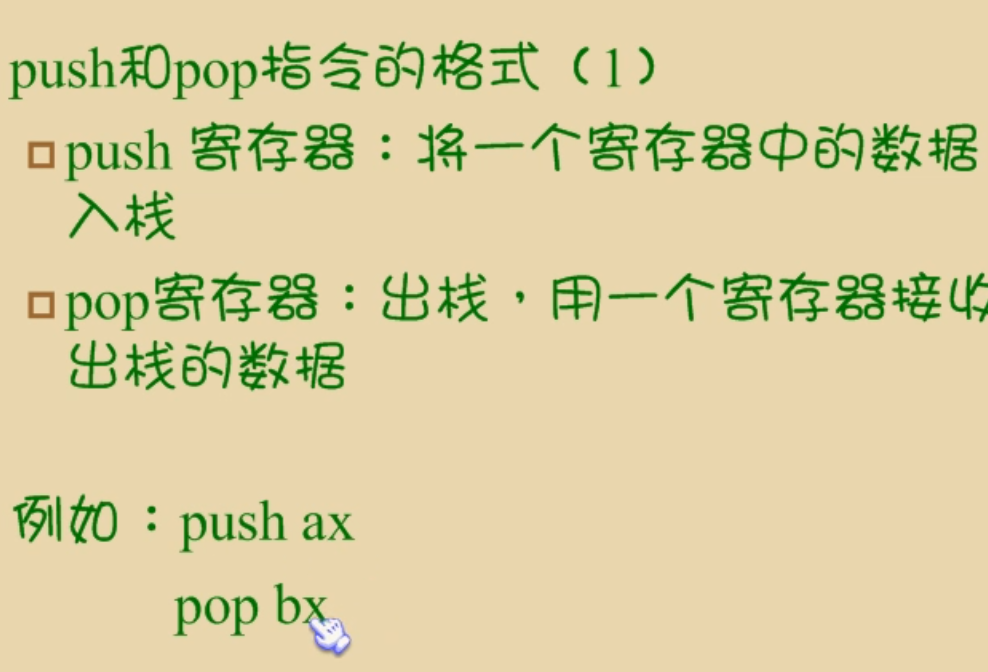 push和pop指令的格式（1）
push 寄存器：将一个寄存器中的数据
入栈
pop寄存器：出栈，用一个寄存器接收
出栈的数据
例如：push ax
pop bx